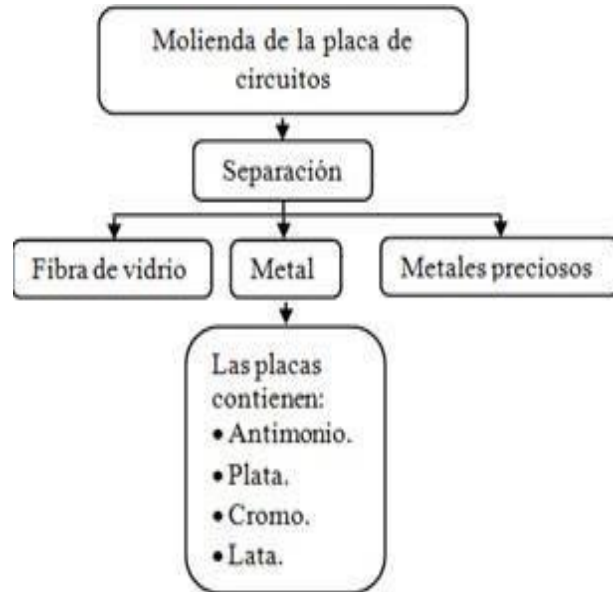 Molienda de la placa de
circuitos
Separación
Fibra de vidrio
Metal
Metales preciosos
Las placas
contienen:
• Antimonio.
• Plata.
• Cromo.
• Lata.